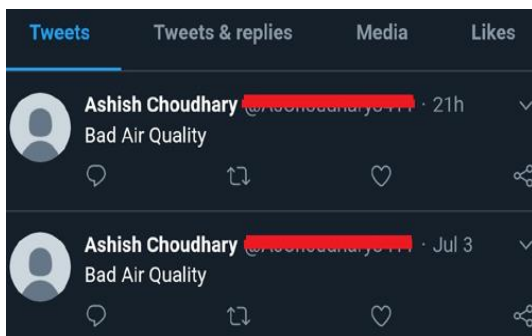 Tweets Tweets & replies Media Likes
Ashish Choudhary · 21h
Bad Air Quality
Ashish Choudhary · Jul 3
Bad Air Quality